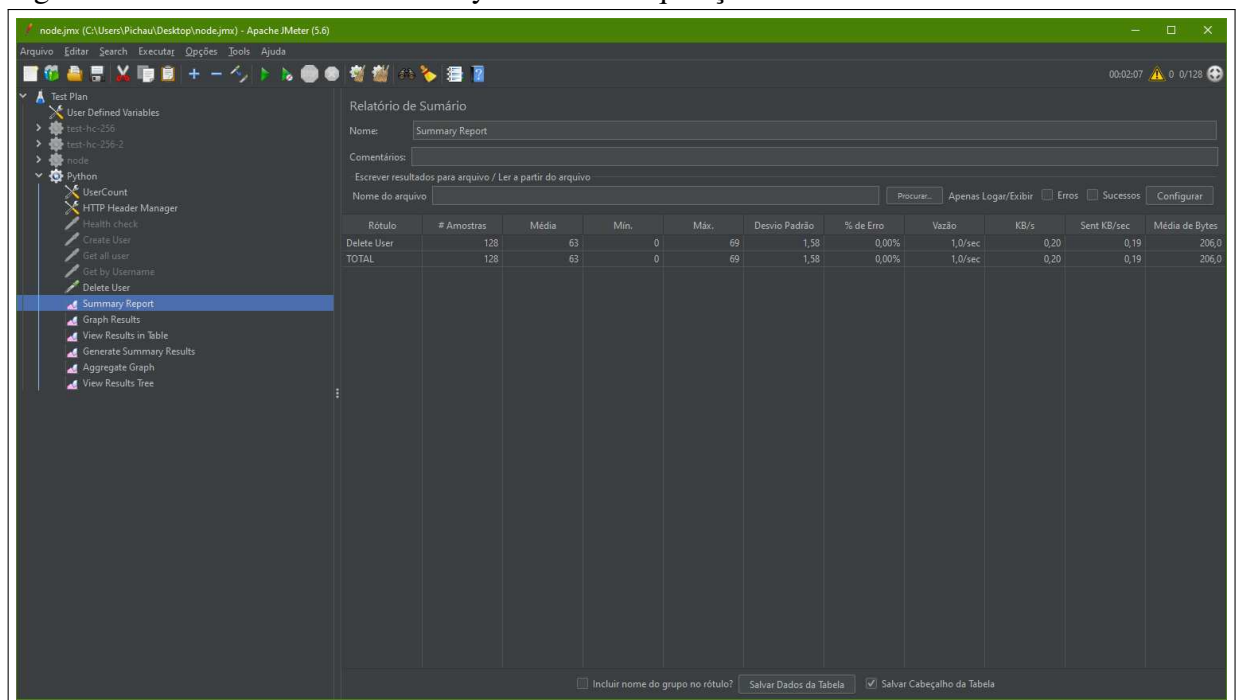 node.jmx (C:\Users\Pichau\Desktop\node.jmx) - Apache JMeter (5.6)
Arquivo Editar Search Executar Opções Tools Ajuda
00:02:07 0 0/128
Test Plan
User Defined Variables
test-hc-256
test-hc-256-2
node
Python
UserCount
HTTP Header Manager
Health check
Create User
Get all user
Get by Username
Delete User
Summary Report
Graph Results
View Results in Table
Generate Summary Results
Aggregate Graph
View Results Tree
Relatório de Sumário
Nome: Summary Report
Comentários:
Escrever resultados para arquivo / Ler a partir do arquivo
Nome do arquivo Procurar... Apenas Logar/Exibir Erros Sucessos Configurar
Rótulo # Amostras Média Mín. Máx. Desvio Padrão % de Erro Vazão KB/s Sent KB/sec Média de Bytes
Delete User 128 63 0 69 1,58 0,00% 1,0/sec 0,20 0,19 206,0
TOTAL 128 63 0 69 1,58 0,00% 1,0/sec 0,20 0,19 206,0
Incluir nome do grupo no rótulo? Salvar Dados da Tabela Salvar Cabeçalho da Tabela